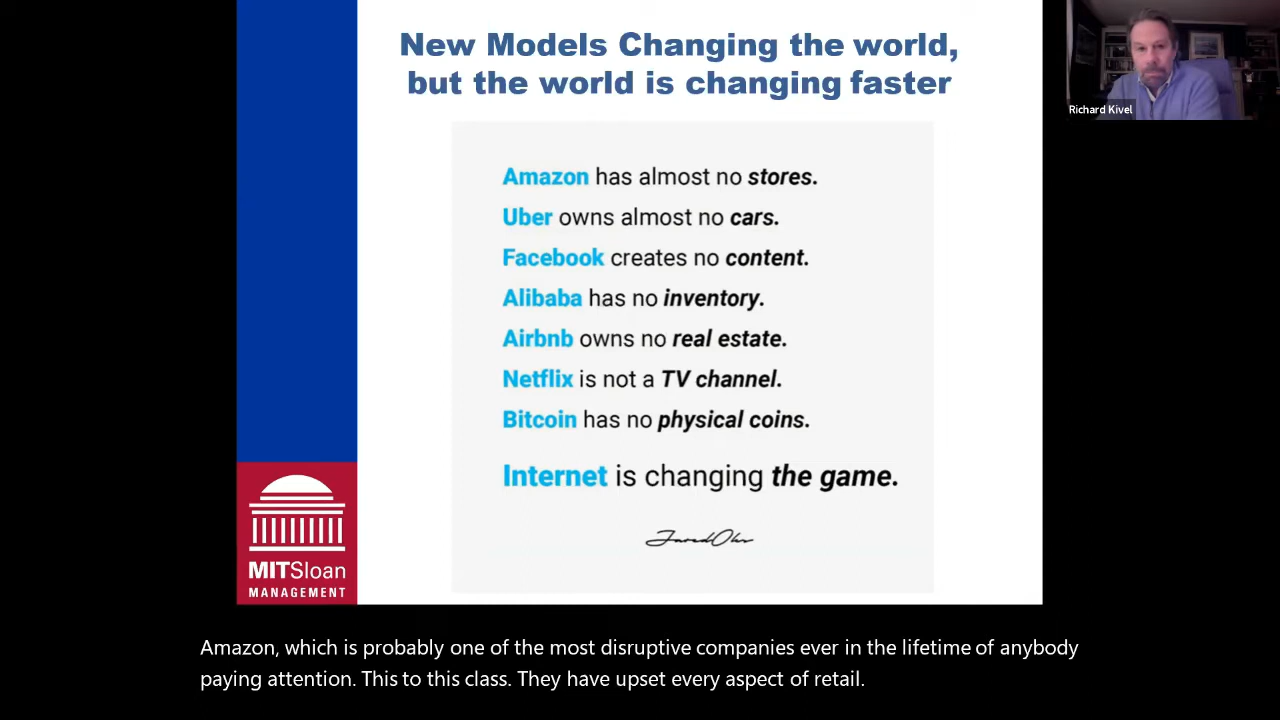 New Models Changing the world,
but the world is changing faster
Richard Kivel
Amazon has almost no stores.
Uber owns almost no cars.
Facebook creates no content.
Alibaba has no inventory.
Airbnb owns no real estate.
Netflix is not a TV channel.
Bitcoin has no physical coins.
Internet is changing the game.
MITSloan
MANAGEMENT
Amazon, which is probably one of the most disruptive companies ever in the lifetime of anybody
paying attention. This to this class. They have upset every aspect of retail.